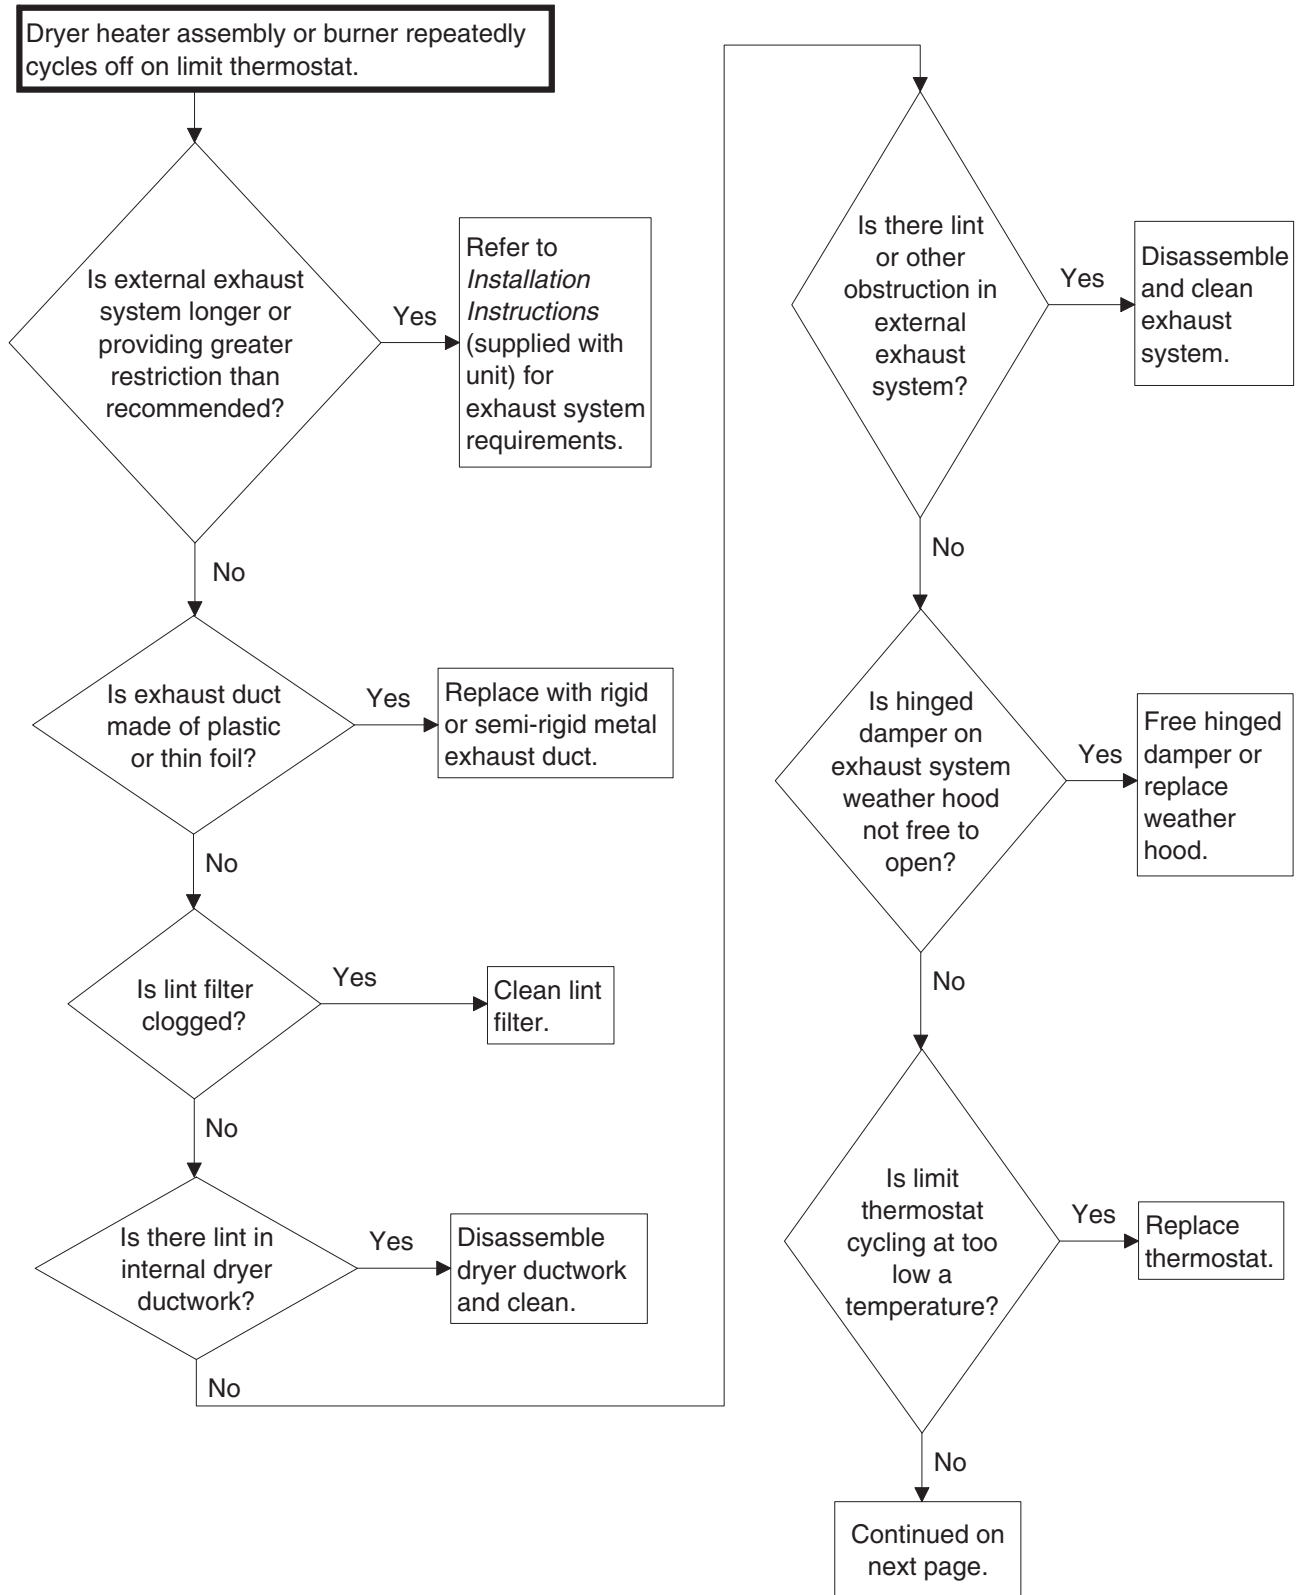 Dryer heater assembly or burner repeatedly
cycles off on limit thermostat.
Is external exhaust
system longer or
providing greater
restriction than
recommended?
Yes
Refer to
Installation
Instructions
(supplied with
unit) for
exhaust system
requirements.
No
Is exhaust duct
made of plastic
or thin foil?
Yes
Replace with rigid
or semi-rigid metal
exhaust duct.
No
Is lint filter
clogged?
Yes
Clean lint
filter.
No
Is there lint in
internal dryer
ductwork?
Yes
Disassemble
dryer ductwork
and clean.
No
Is there lint
or other
obstruction in
external
exhaust
system?
Yes
Disassemble
and clean
exhaust
system.
No
Is hinged
damper on
exhaust system
weather hood
not free to
open?
Yes
Free hinged
damper or
replace
weather
hood.
No
Is limit
thermostat
cycling at too
low a
temperature?
Yes
Replace
thermostat.
No
Continued on
next page.